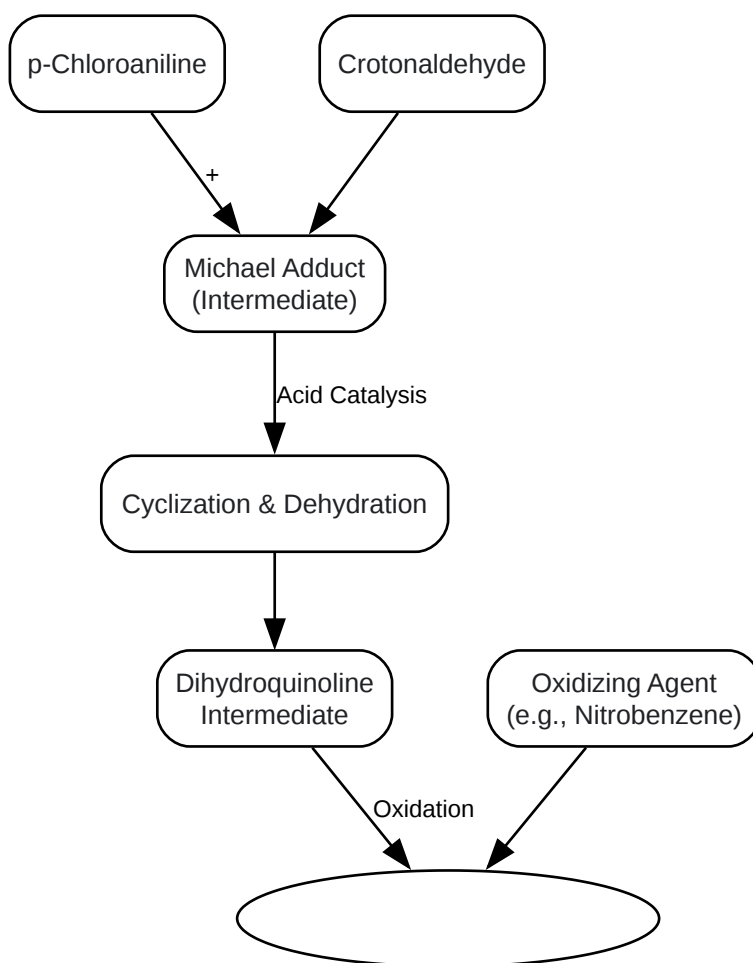 p-Chloroaniline
Crotonaldehyde
+
Michael Adduct
(Intermediate)
Acid Catalysis
Cyclization & Dehydration
Dihydroquinoline
Intermediate
Oxidizing Agent
(e.g., Nitrobenzene)
Oxidation